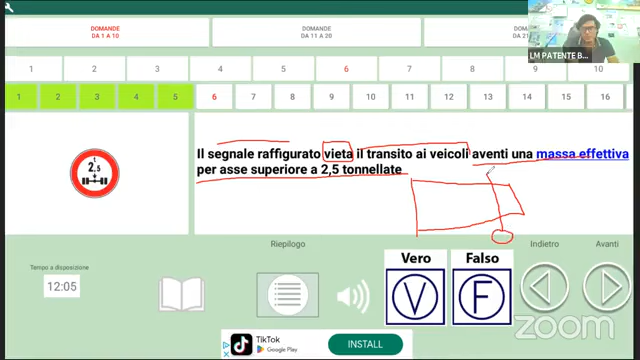 DOMANDE
DA 1 A 10
DOMANDE
DA 11 A 20
DOMANDE
DA 21
LM PATENTE B...
1 2 3 4 5 6 7 8 9 10
1 2 3 4 5 6 7 8 9 10 11 12 13 14 15 16
Il segnale raffigurato vieta il transito ai veicoli aventi una massa effettiva
per asse superiore a 2,5 tonnellate
t
2,5
Riepilogo
Indietro
Avanti
Tempo a disposizione
12:05
Vero
Falso
V
F
zoom
TikTok
Google Play
INSTALL